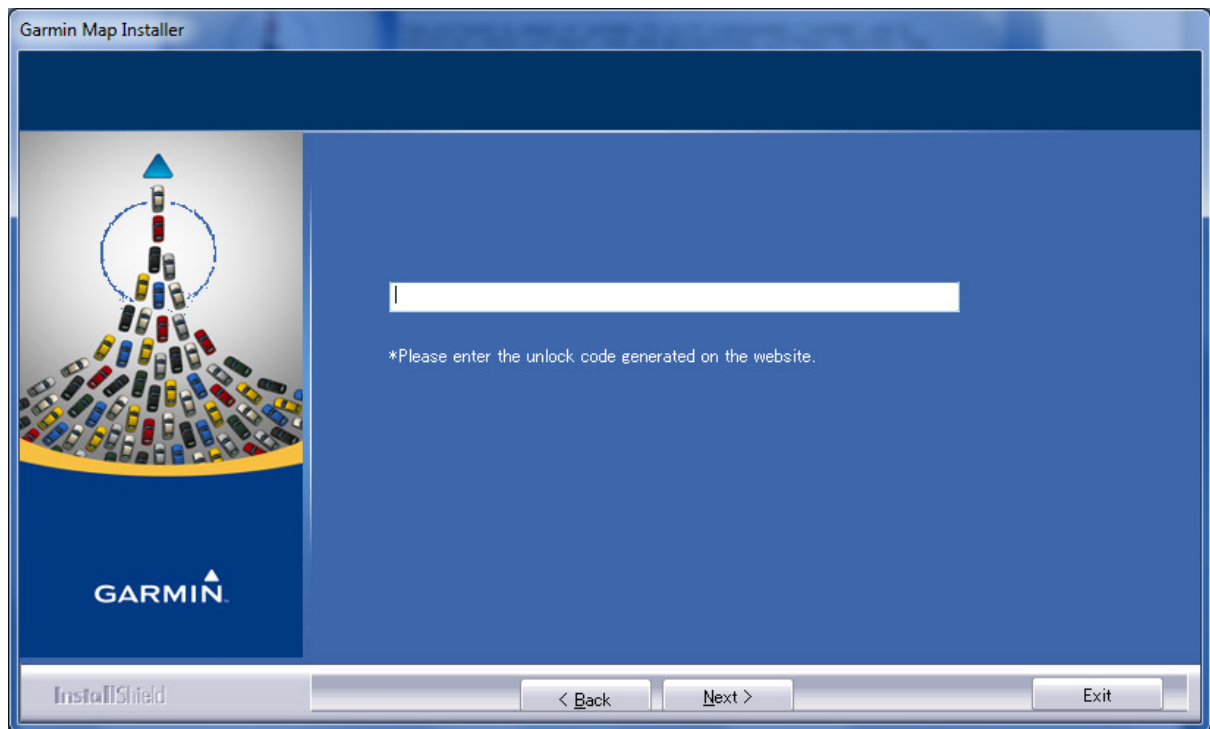 Garmin Map Installer
*Please enter the unlock code generated on the website.
GARMIN
InstallShield
< Back
Next >
Exit